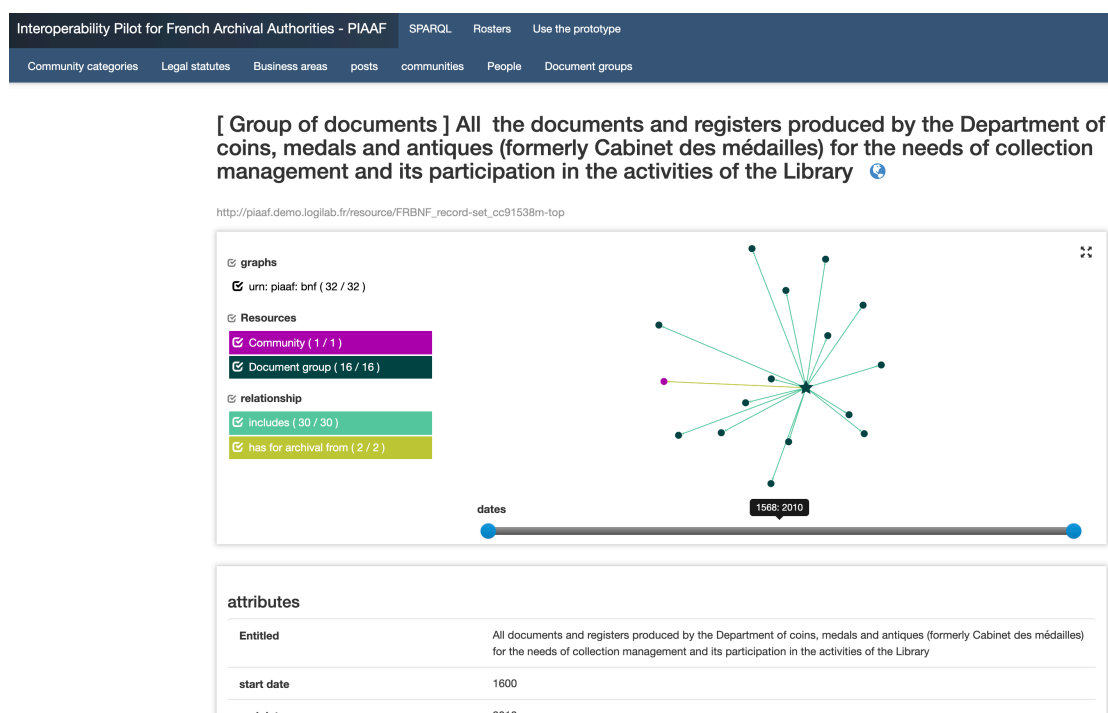 Interoperability Pilot for French Archival Authorities - PIAAF SPARQL Rosters Use the prototype
Community categories Legal statutes Business areas posts communities People Document groups
[ Group of documents ] All the documents and registers produced by the Department of
coins, medals and antiques (formerly Cabinet des médailles) for the needs of collection
management and its participation in the activities of the Library
http://piaaf.demo.logilab.fr/resource/FRBNF_record-set_cc91538m-top
graphs
urn: piaaf: bnf ( 32 / 32 )
Resources
Community ( 1 / 1 )
Document group ( 16 / 16 )
relationship
includes ( 30 / 30 )
has for archival from ( 2 / 2 )
dates
1568: 2010
attributes
Entitled
All documents and registers produced by the Department of coins, medals and antiques (formerly Cabinet des médailles)
for the needs of collection management and its participation in the activities of the Library
start date 1600